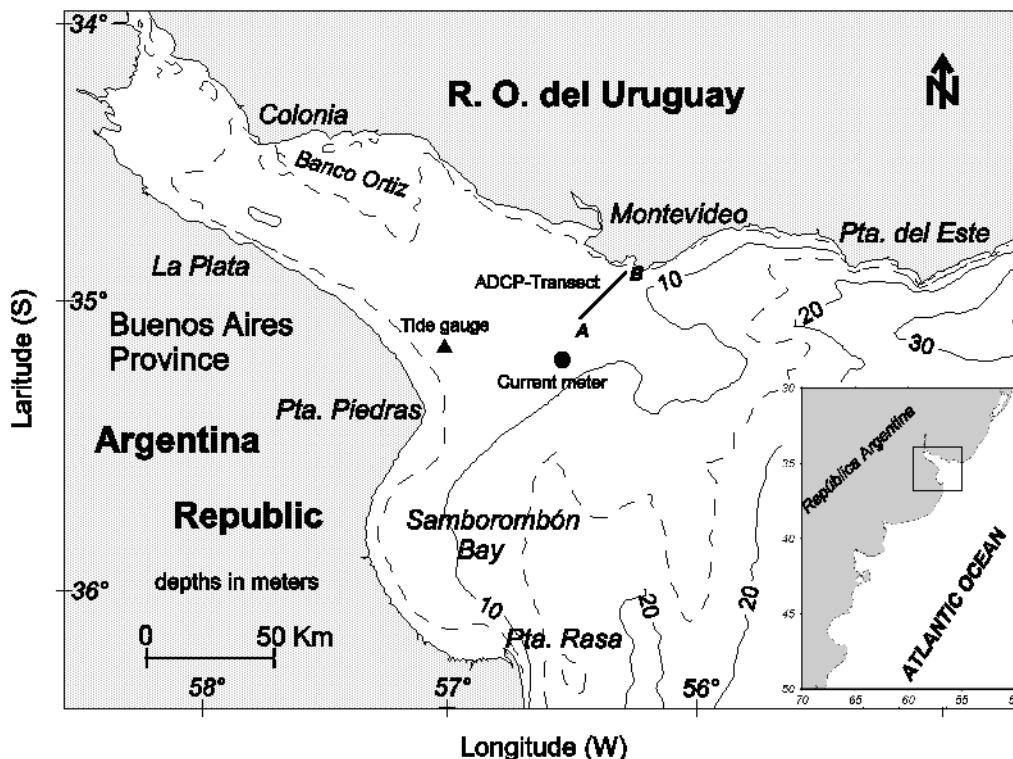 34°
R. O. del Uruguay
N
Colonia
Banco Ortiz
Montevideo
Pta. del Este
La Plata
ADCP-Transect
B
10
20
30
35°
A
Buenos Aires
Province
Tide gauge
Current meter
Pta. Piedras
Argentina
Republic
Samborombón
Bay
depths in meters
36°
0
50 Km
10
Pta. Rasa
20
20
58°
57°
56°
Laritude (S)
Longitude (W)
30
35
40
45
50
70
65
60
55
50
República Argentina
ATLANTIC OCEAN